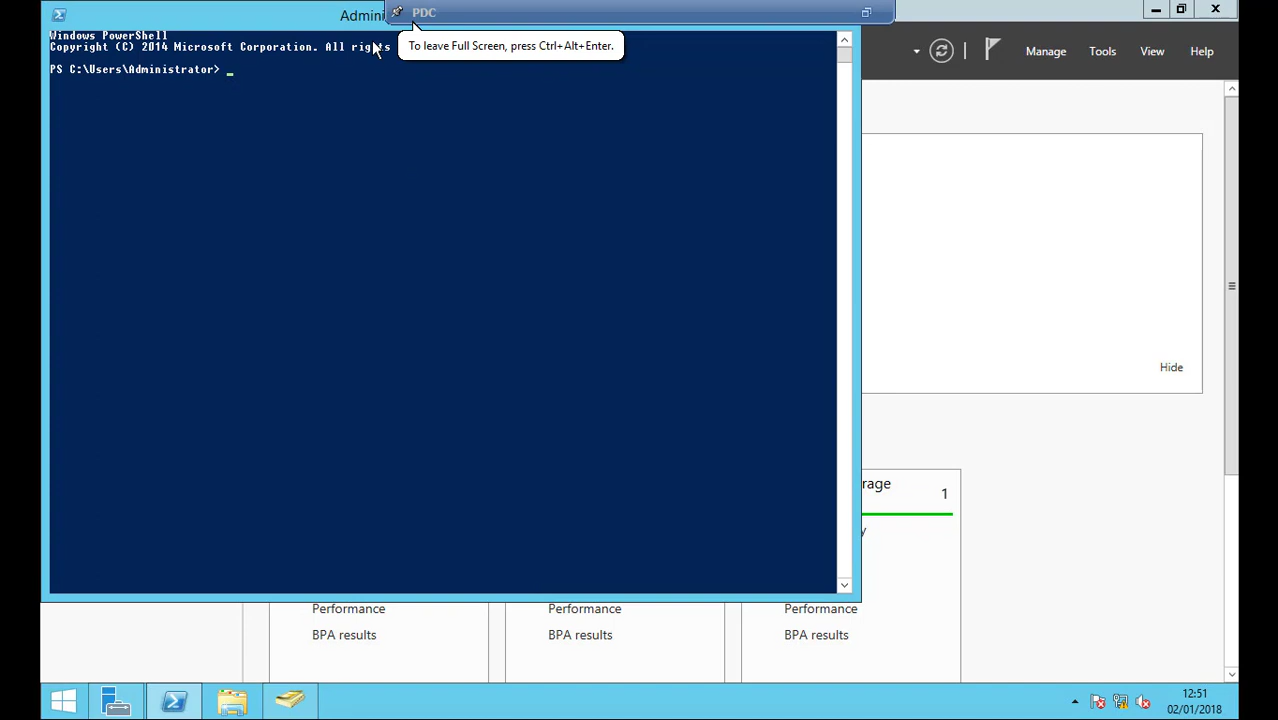 Admini
PDC
To leave Full Screen, press Ctrl+Alt+Enter.
Windows PowerShell
Copyright (C) 2014 Microsoft Corporation. All rights
PS C:\Users\Administrator> _
Manage Tools View Help
Hide
rage 1
y
Performance Performance Performance
BPA results BPA results BPA results
12:51
02/01/2018